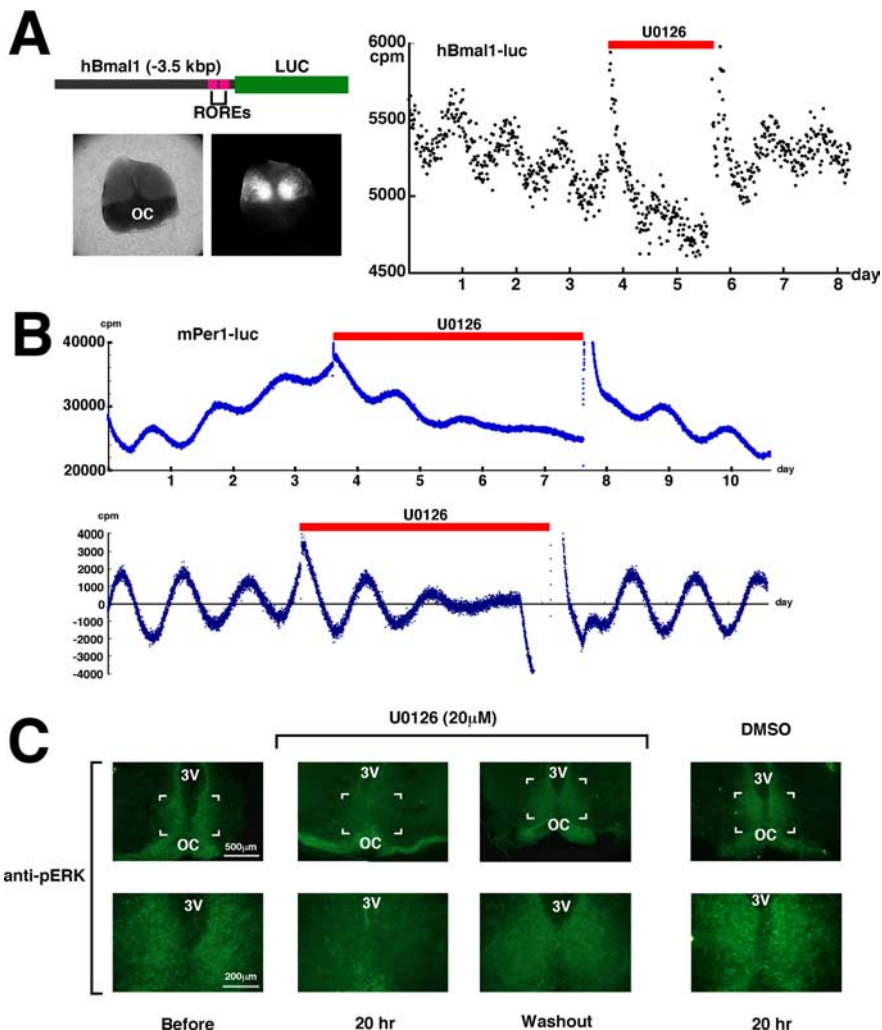 A
hBmal1 (-3.5 kbp)
LUC
ROREs
OC
6000
cpm
5500
5000
4500
hBmal1-luc
U0126
1 2 3 4 5 6 7 8 day
B
cpm
mPer1-luc
U0126
40000
30000
20000
1 2 3 4 5 6 7 8 9 10 day
cpm
U0126
4000
3000
2000
1000
0
-1000
-2000
-3000
-4000
day
C
U0126 (20μM)
DMSO
anti-pERK
3V
OC
500μm
3V
OC
3V
OC
3V
OC
3V
200μm
3V
3V
3V
Before
20 hr
Washout
20 hr